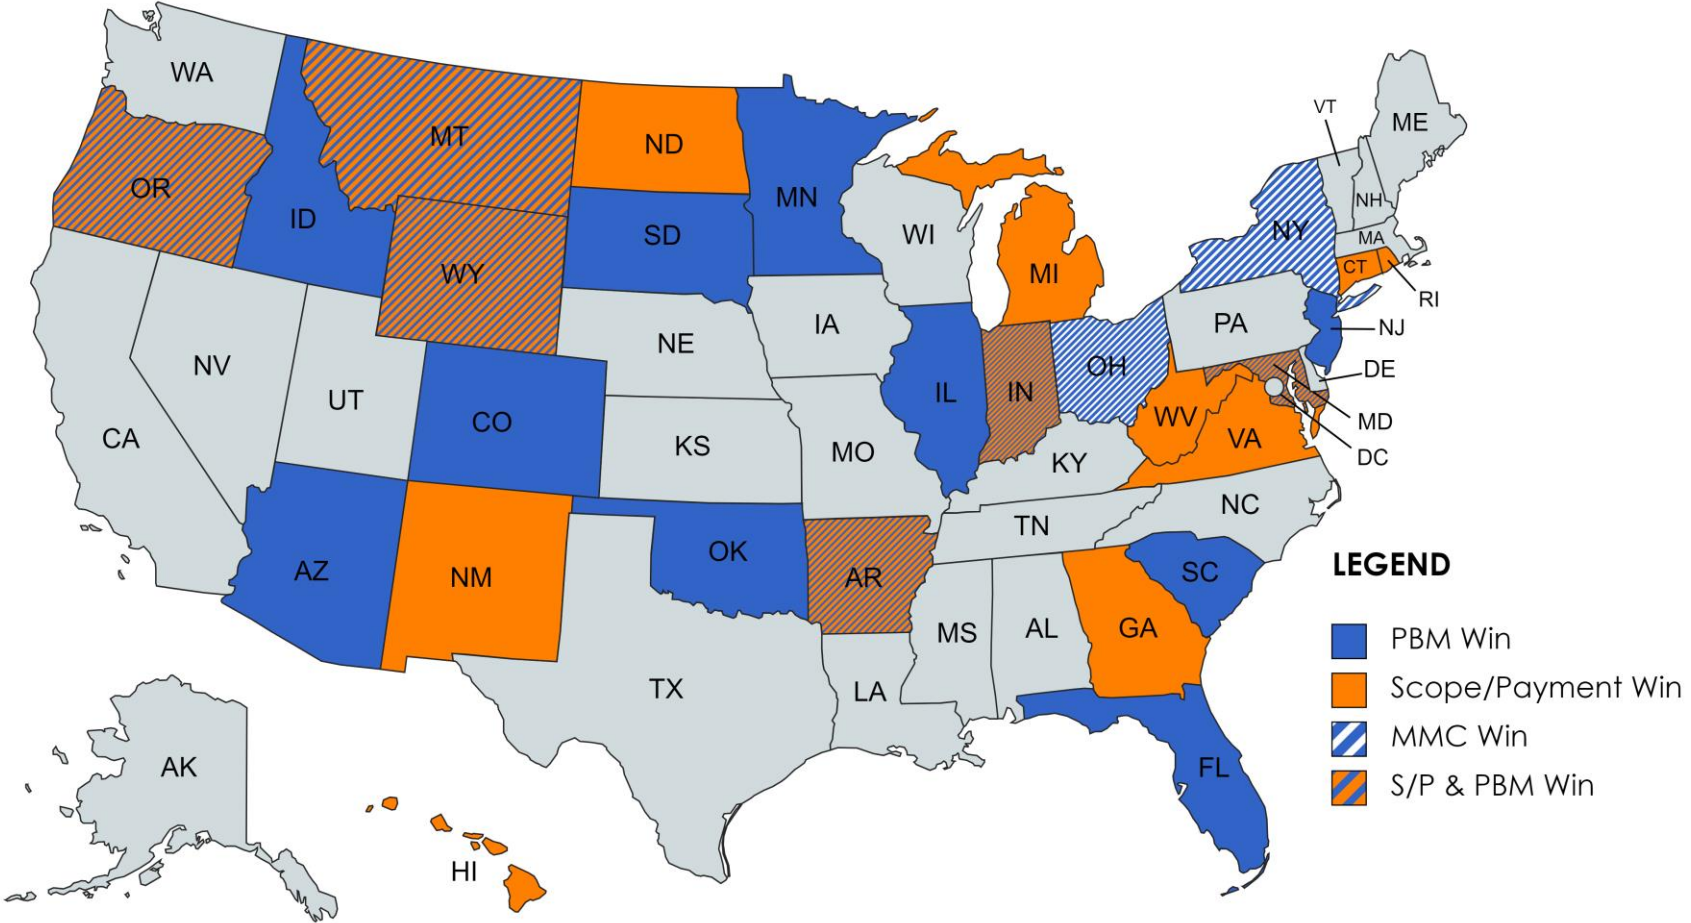 WA
MT
ND
MN
OR
ID
WY
SD
WI
MI
NY
VT
ME
NH
MA
CT
RI
NJ
PA
DE
MD
DC
NV
UT
CO
NE
IA
IL
IN
OH
WV
VA
CA
KS
MO
KY
NC
TN
AZ
NM
OK
AR
SC
MS
AL
GA
TX
LA
FL
AK
HI
LEGEND
PBM Win
Scope/Payment Win
MMC Win
S/P & PBM Win